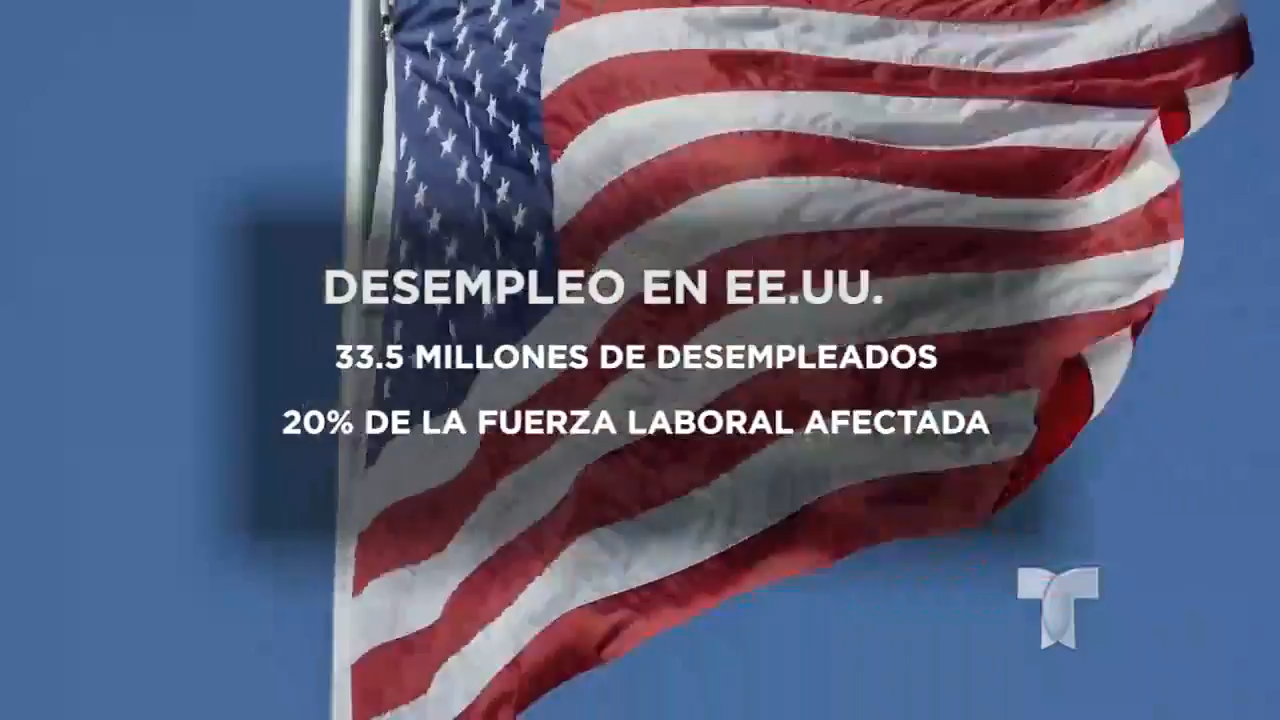 DESEMPLEO EN EE.UU.
33.5 MILLONES DE DESEMPLEADOS
20% DE LA FUERZA LABORAL AFECTADA